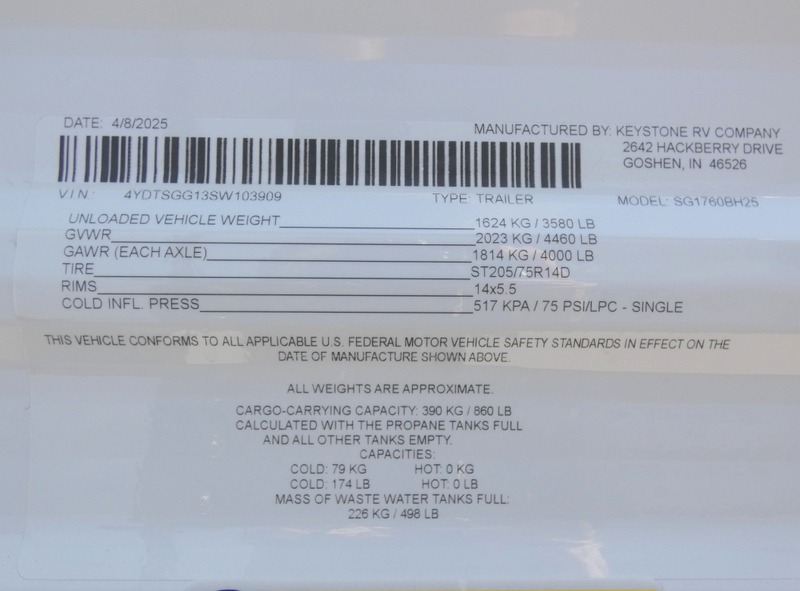 DATE: 4/8/2025
MANUFACTURED BY: KEYSTONE RV COMPANY
2642 HACKBERRY DRIVE
GOSHEN, IN 46526
VIN.: 4YDTSGG13SW103909 TYPE: TRAILER MODEL: SG1760BH25
UNLOADED VEHICLE WEIGHT 1624 KG / 3580 LB
GVWR 2023 KG / 4460 LB
GAWR (EACH AXLE) 1814 KG / 4000 LB
TIRE ST205/75R14D
RIMS 14x5.5
COLD INFL. PRESS 517 KPA / 75 PSI/LPC - SINGLE
THIS VEHICLE CONFORMS TO ALL APPLICABLE U.S. FEDERAL MOTOR VEHICLE SAFETY STANDARDS IN EFFECT ON THE
DATE OF MANUFACTURE SHOWN ABOVE.
ALL WEIGHTS ARE APPROXIMATE.
CARGO-CARRYING CAPACITY: 390 KG / 860 LB
CALCULATED WITH THE PROPANE TANKS FULL
AND ALL OTHER TANKS EMPTY.
CAPACITIES:
COLD: 79 KG HOT: 0 KG
COLD: 174 LB HOT: 0 LB
MASS OF WASTE WATER TANKS FULL:
226 KG / 498 LB